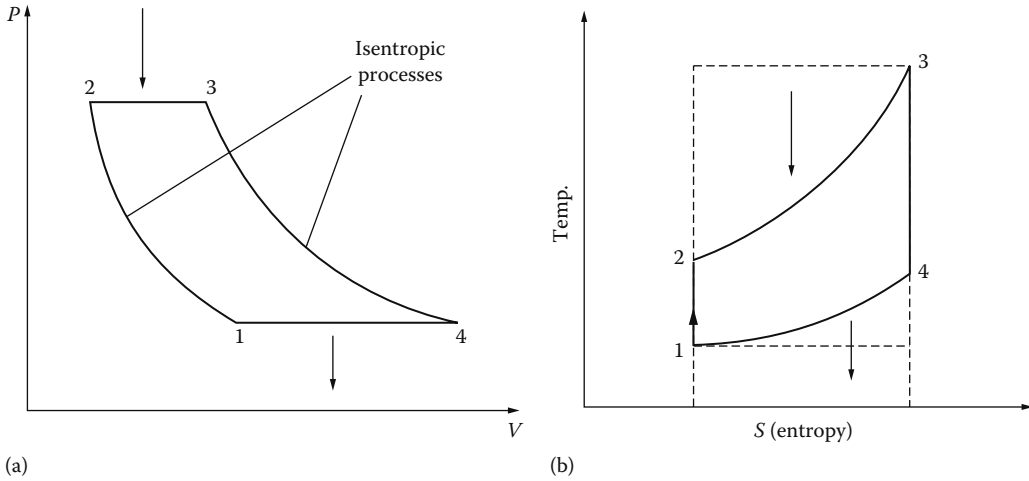 P
2
3
Isentropic
processes
1
4
V
(a)
Temp.
3
2
4
1
S (entropy)
(b)